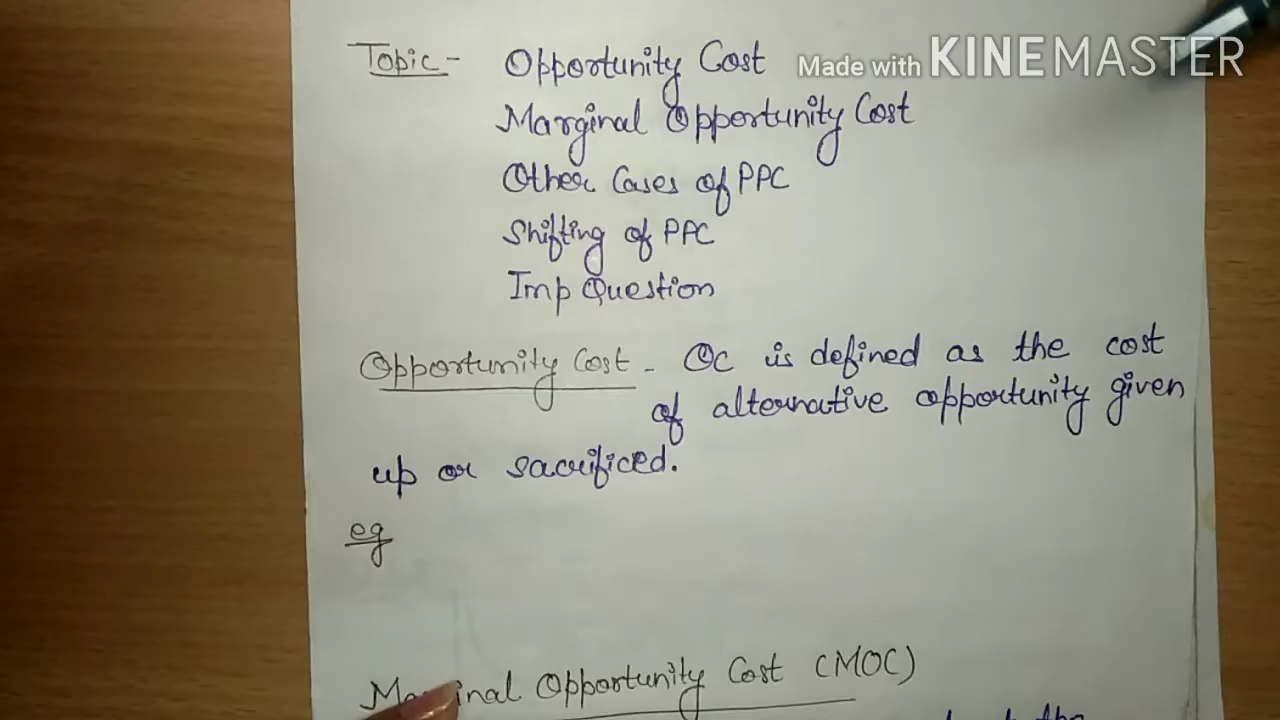 Topic - Opportunity Cost
Made with KINEMASTER
Marginal Opportunity Cost
Other Cases of PPC
Shifting of PPC
Imp Question
Opportunity Cost - OC is defined as the cost
of alternative opportunity given
up or sacrificed.
eg
Marginal Opportunity Cost (MOC)